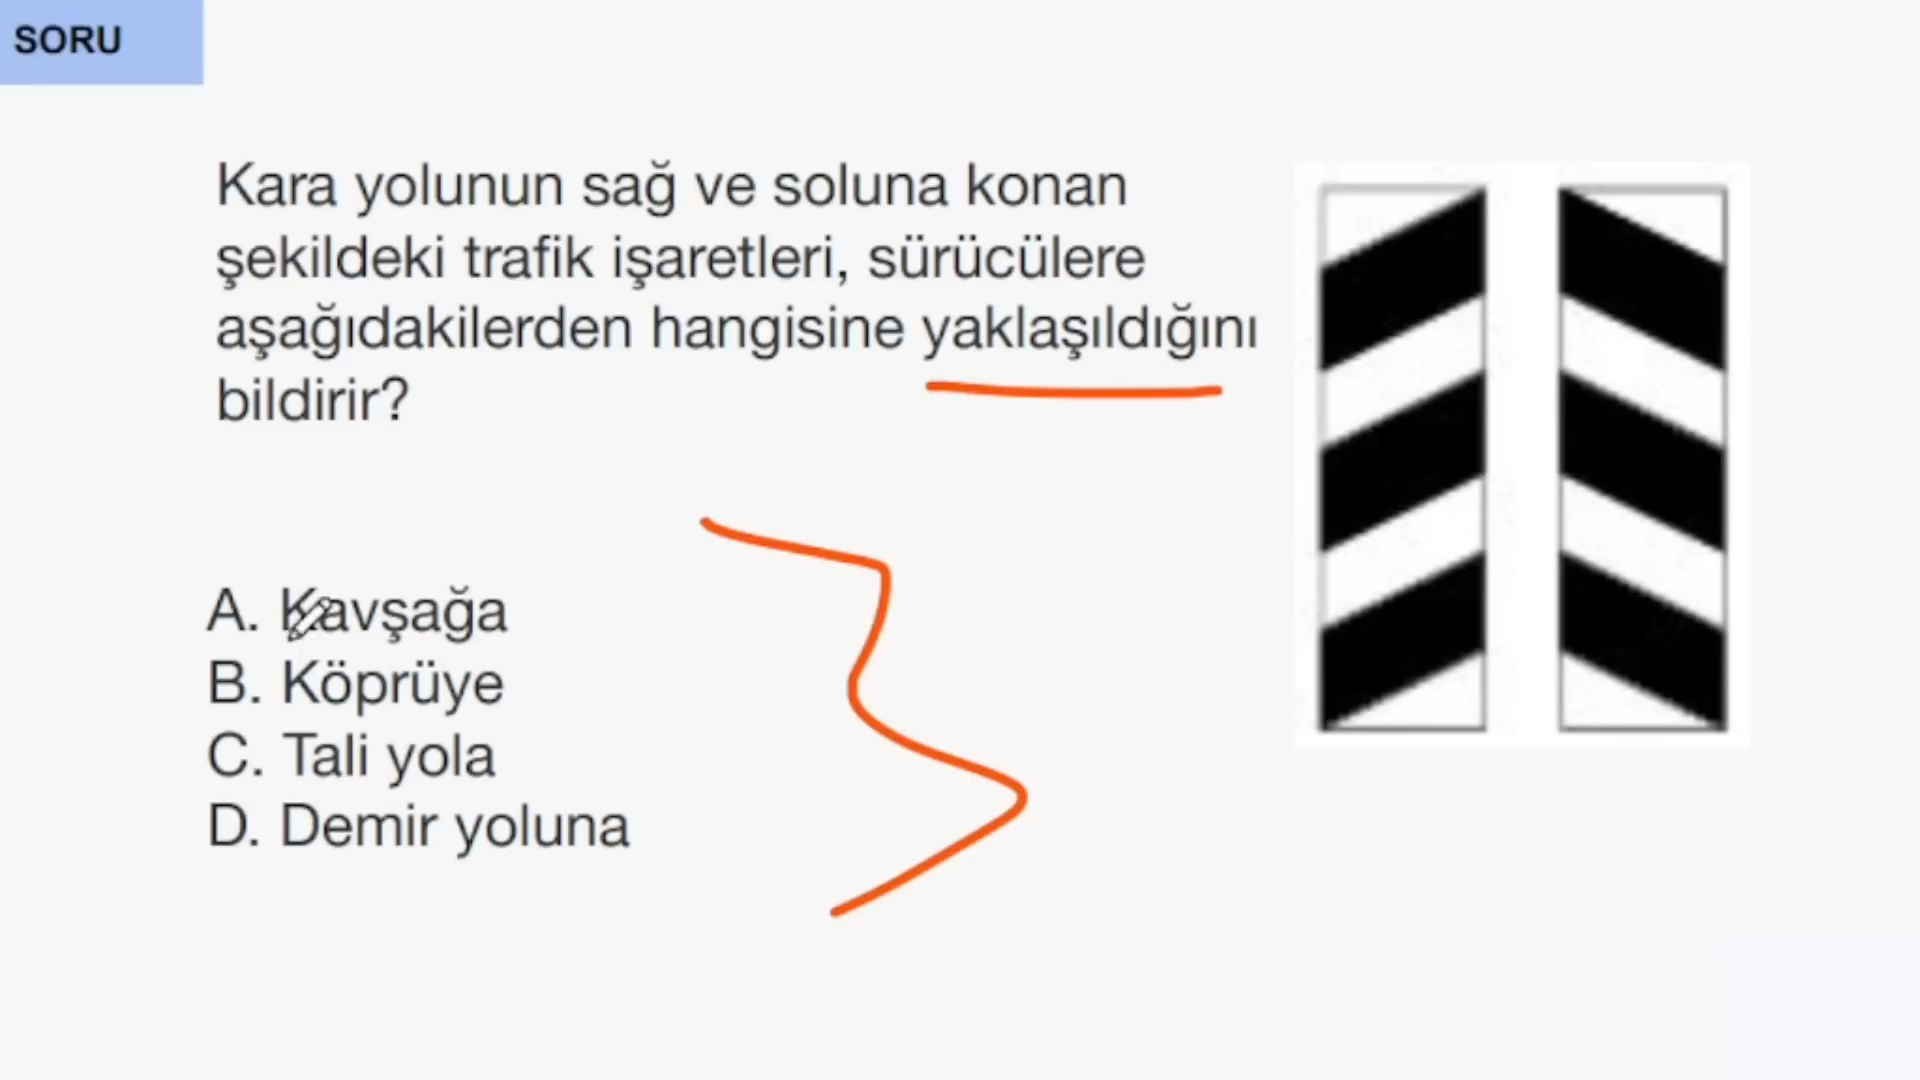 SORU
Kara yolunun sağ ve soluna konan
şekildeki trafik işaretleri, sürücülere
aşağıdakilerden hangisine yaklaşıldığını
bildirir?
A. Kavşağa
B. Köprüye
C. Tali yola
D. Demir yoluna